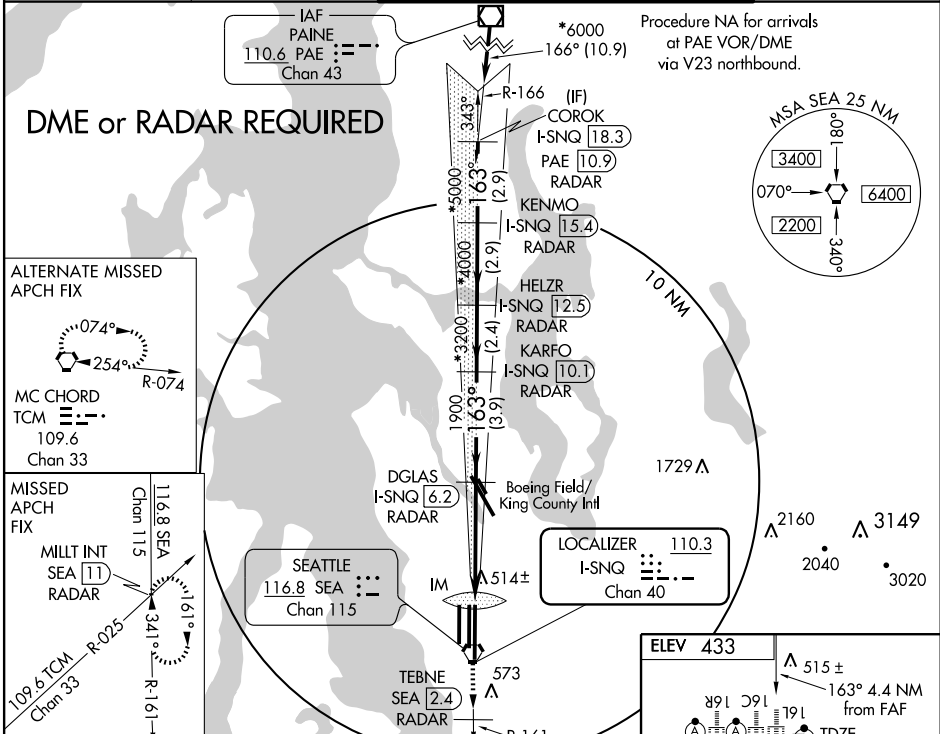 IAF
PAINE
110.6 PAE
Chan 43
*6000
166° (10.9)
Procedure NA for arrivals
at PAE VOR/DME
via V23 northbound.
DME or RADAR REQUIRED
R-166
343°
(IF)
COROK
I-SNQ 18.3
PAE 10.9
RADAR
*5000
163°
(2.9)
MSA SEA 25 NM
180°
3400
070°
6400
2200
340°
KENMO
I-SNQ 15.4
RADAR
*4000
(2.9)
10 NM
HELZR
I-SNQ 12.5
RADAR
*3200
(2.4)
KARFO
I-SNQ 10.1
RADAR
1900
163°
(3.9)
ALTERNATE MISSED
APCH FIX
074°
254°
R-074
MC CHORD
TCM
109.6
Chan 33
DGLAS
I-SNQ 6.2
RADAR
Boeing Field/
King County Intl
1729
2160
3149
2040
3020
MISSED
APCH
FIX
116.8 SEA
Chan 115
MILLT INT
SEA 11
RADAR
161°
341°
R-025
109.6 TCM
Chan 33
R-161
SEATTLE
116.8 SEA
Chan 115
IM
514±
LOCALIZER 110.3
I-SNQ
Chan 40
TEBNE
SEA 2.4
RADAR
573
R-161
ELEV 433
515 ±
163° 4.4 NM
from FAF
16R
16C
16L
A
A
TDZE